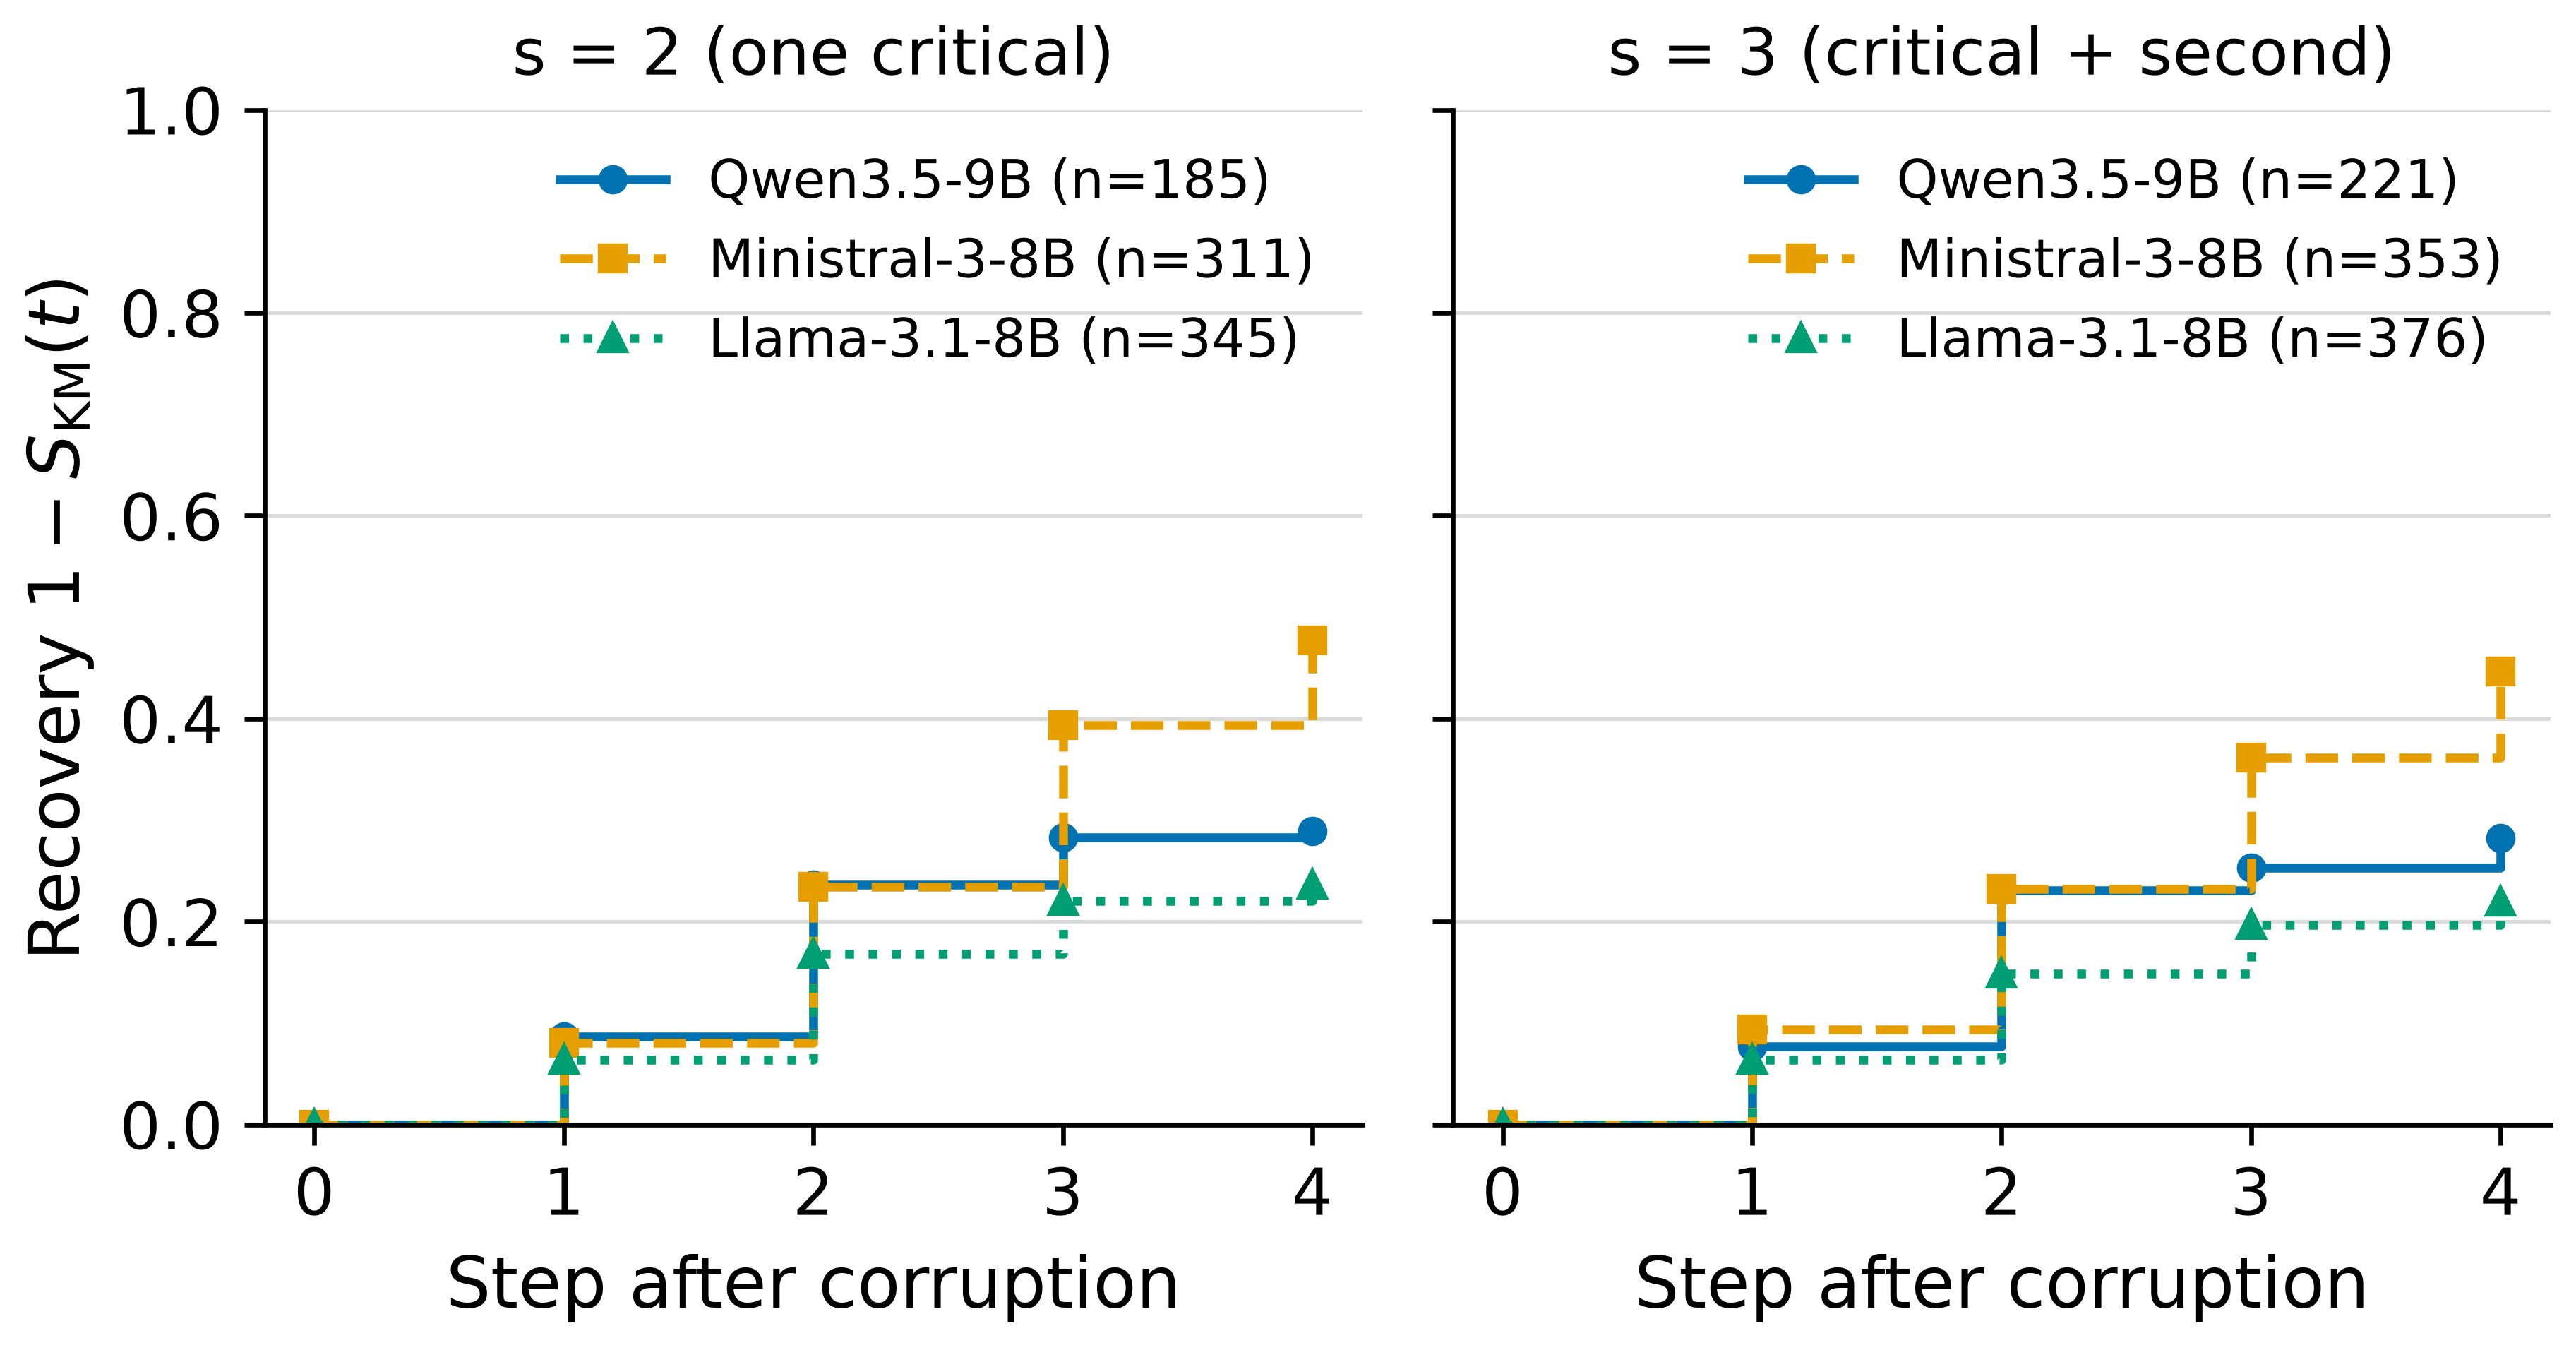 s = 2 (one critical)
s = 3 (critical + second)
Recovery 1 − S_KM(t)
1.0
0.8
0.6
0.4
0.2
0.0
Qwen3.5-9B (n=185)
Ministral-3-8B (n=311)
Llama-3.1-8B (n=345)
Qwen3.5-9B (n=221)
Ministral-3-8B (n=353)
Llama-3.1-8B (n=376)
0 1 2 3 4
0 1 2 3 4
Step after corruption
Step after corruption